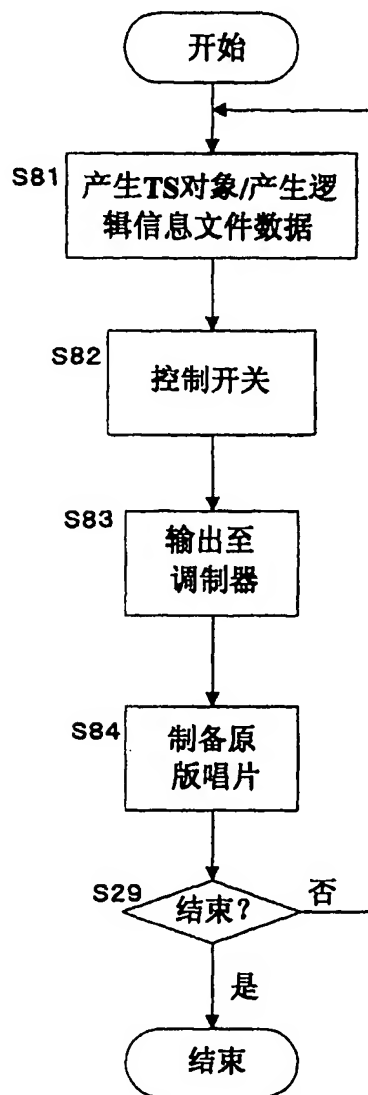 开始
S81
产生TS对象/产生逻
辑信息文件数据
S82
控制开关
S83
输出至
调制器
S84
制备原
版唱片
S29
结束?
否
是
结束